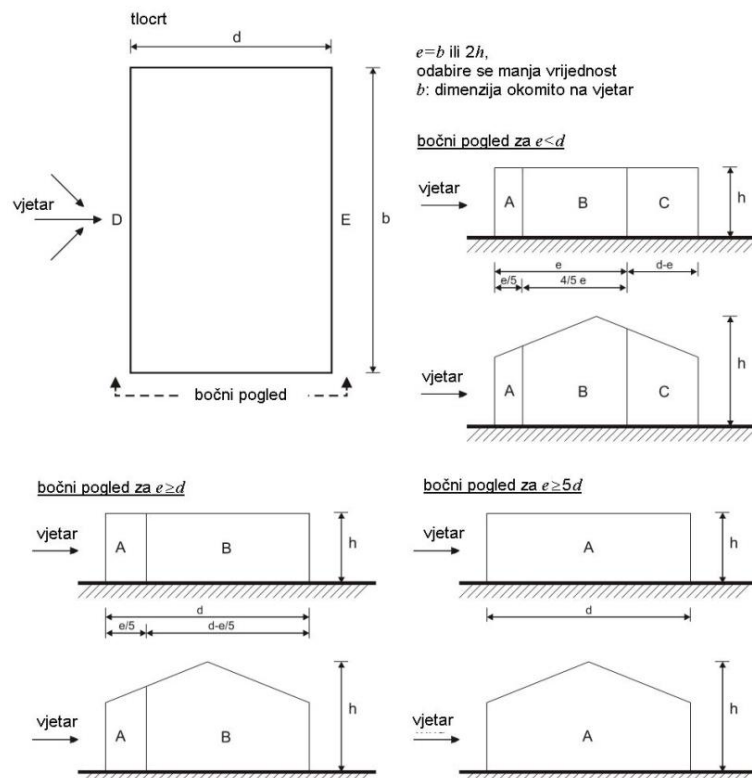 tlocrt
d
e=b ili 2h,
odabire se manja vrijednost
b: dimenzija okomito na vjetar
vjetar
D
E
b
bočni pogled
bočni pogled za e<d
vjetar
A
B
C
h
e
d-e
e/5
4/5 e
vjetar
A
B
C
h
bočni pogled za e≥d
vjetar
A
B
h
d
e/5
d-e/5
vjetar
A
B
h
bočni pogled za e≥5d
vjetar
A
h
d
vjetar
A
h